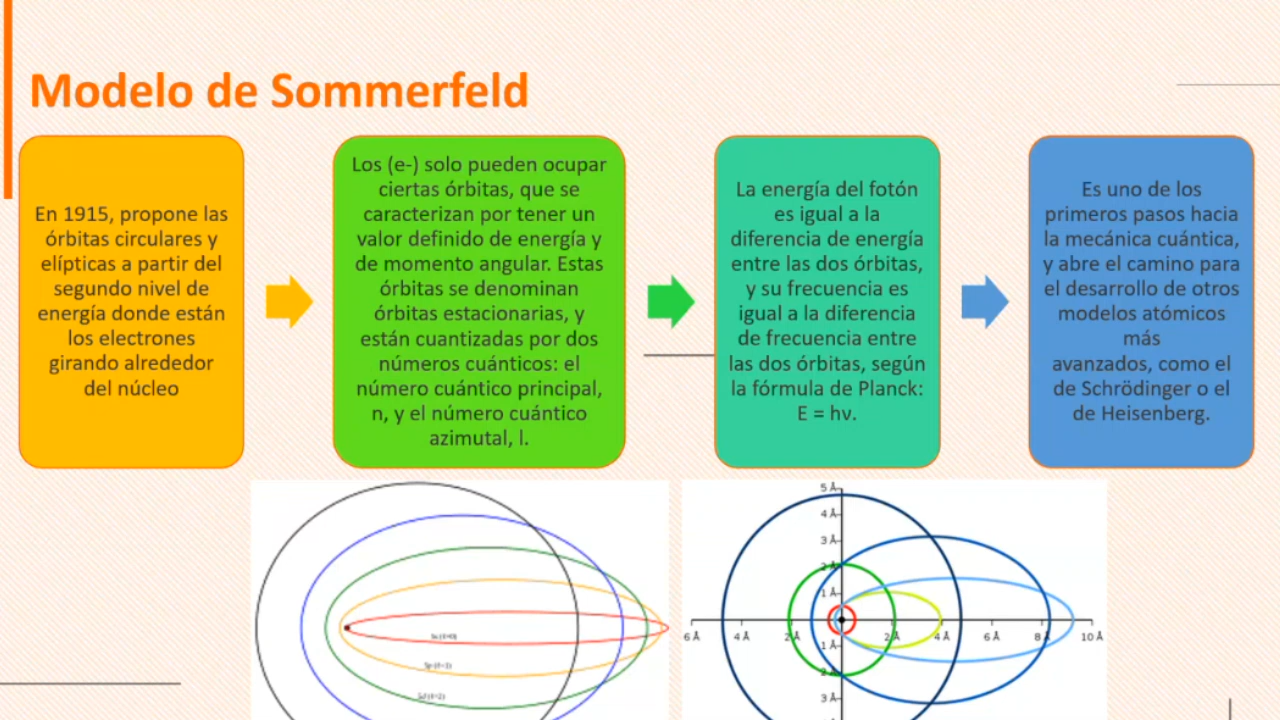 Modelo de Sommerfeld
En 1915, propone las
órbitas circulares y
elípticas a partir del
segundo nivel de
energía donde están
los electrones
girando alrededor
del núcleo
Los (e-) solo pueden ocupar
ciertas órbitas, que se
caracterizan por tener un
valor definido de energía y
de momento angular. Estas
órbitas se denominan
órbitas estacionarias, y
están cuantizadas por dos
números cuánticos: el
número cuántico principal,
n, y el número cuántico
azimutal, l.
La energía del fotón
es igual a la
diferencia de energía
entre las dos órbitas,
y su frecuencia es
igual a la diferencia
de frecuencia entre
las dos órbitas, según
la fórmula de Planck:
E = hv.
Es uno de los
primeros pasos hacia
la mecánica cuántica,
y abre el camino para
el desarrollo de otros
modelos atómicos
más
avanzados, como el
de Schrödinger o el
de Heisenberg.
5s (ℓ=0)
5p (ℓ=1)
5d (ℓ=2)
5 Å
4 Å
3 Å
2 Å
1 Å
6 Å 4 Å 2 Å 2 Å 4 Å 6 Å 8 Å 10 Å
1 Å
2 Å
3 Å